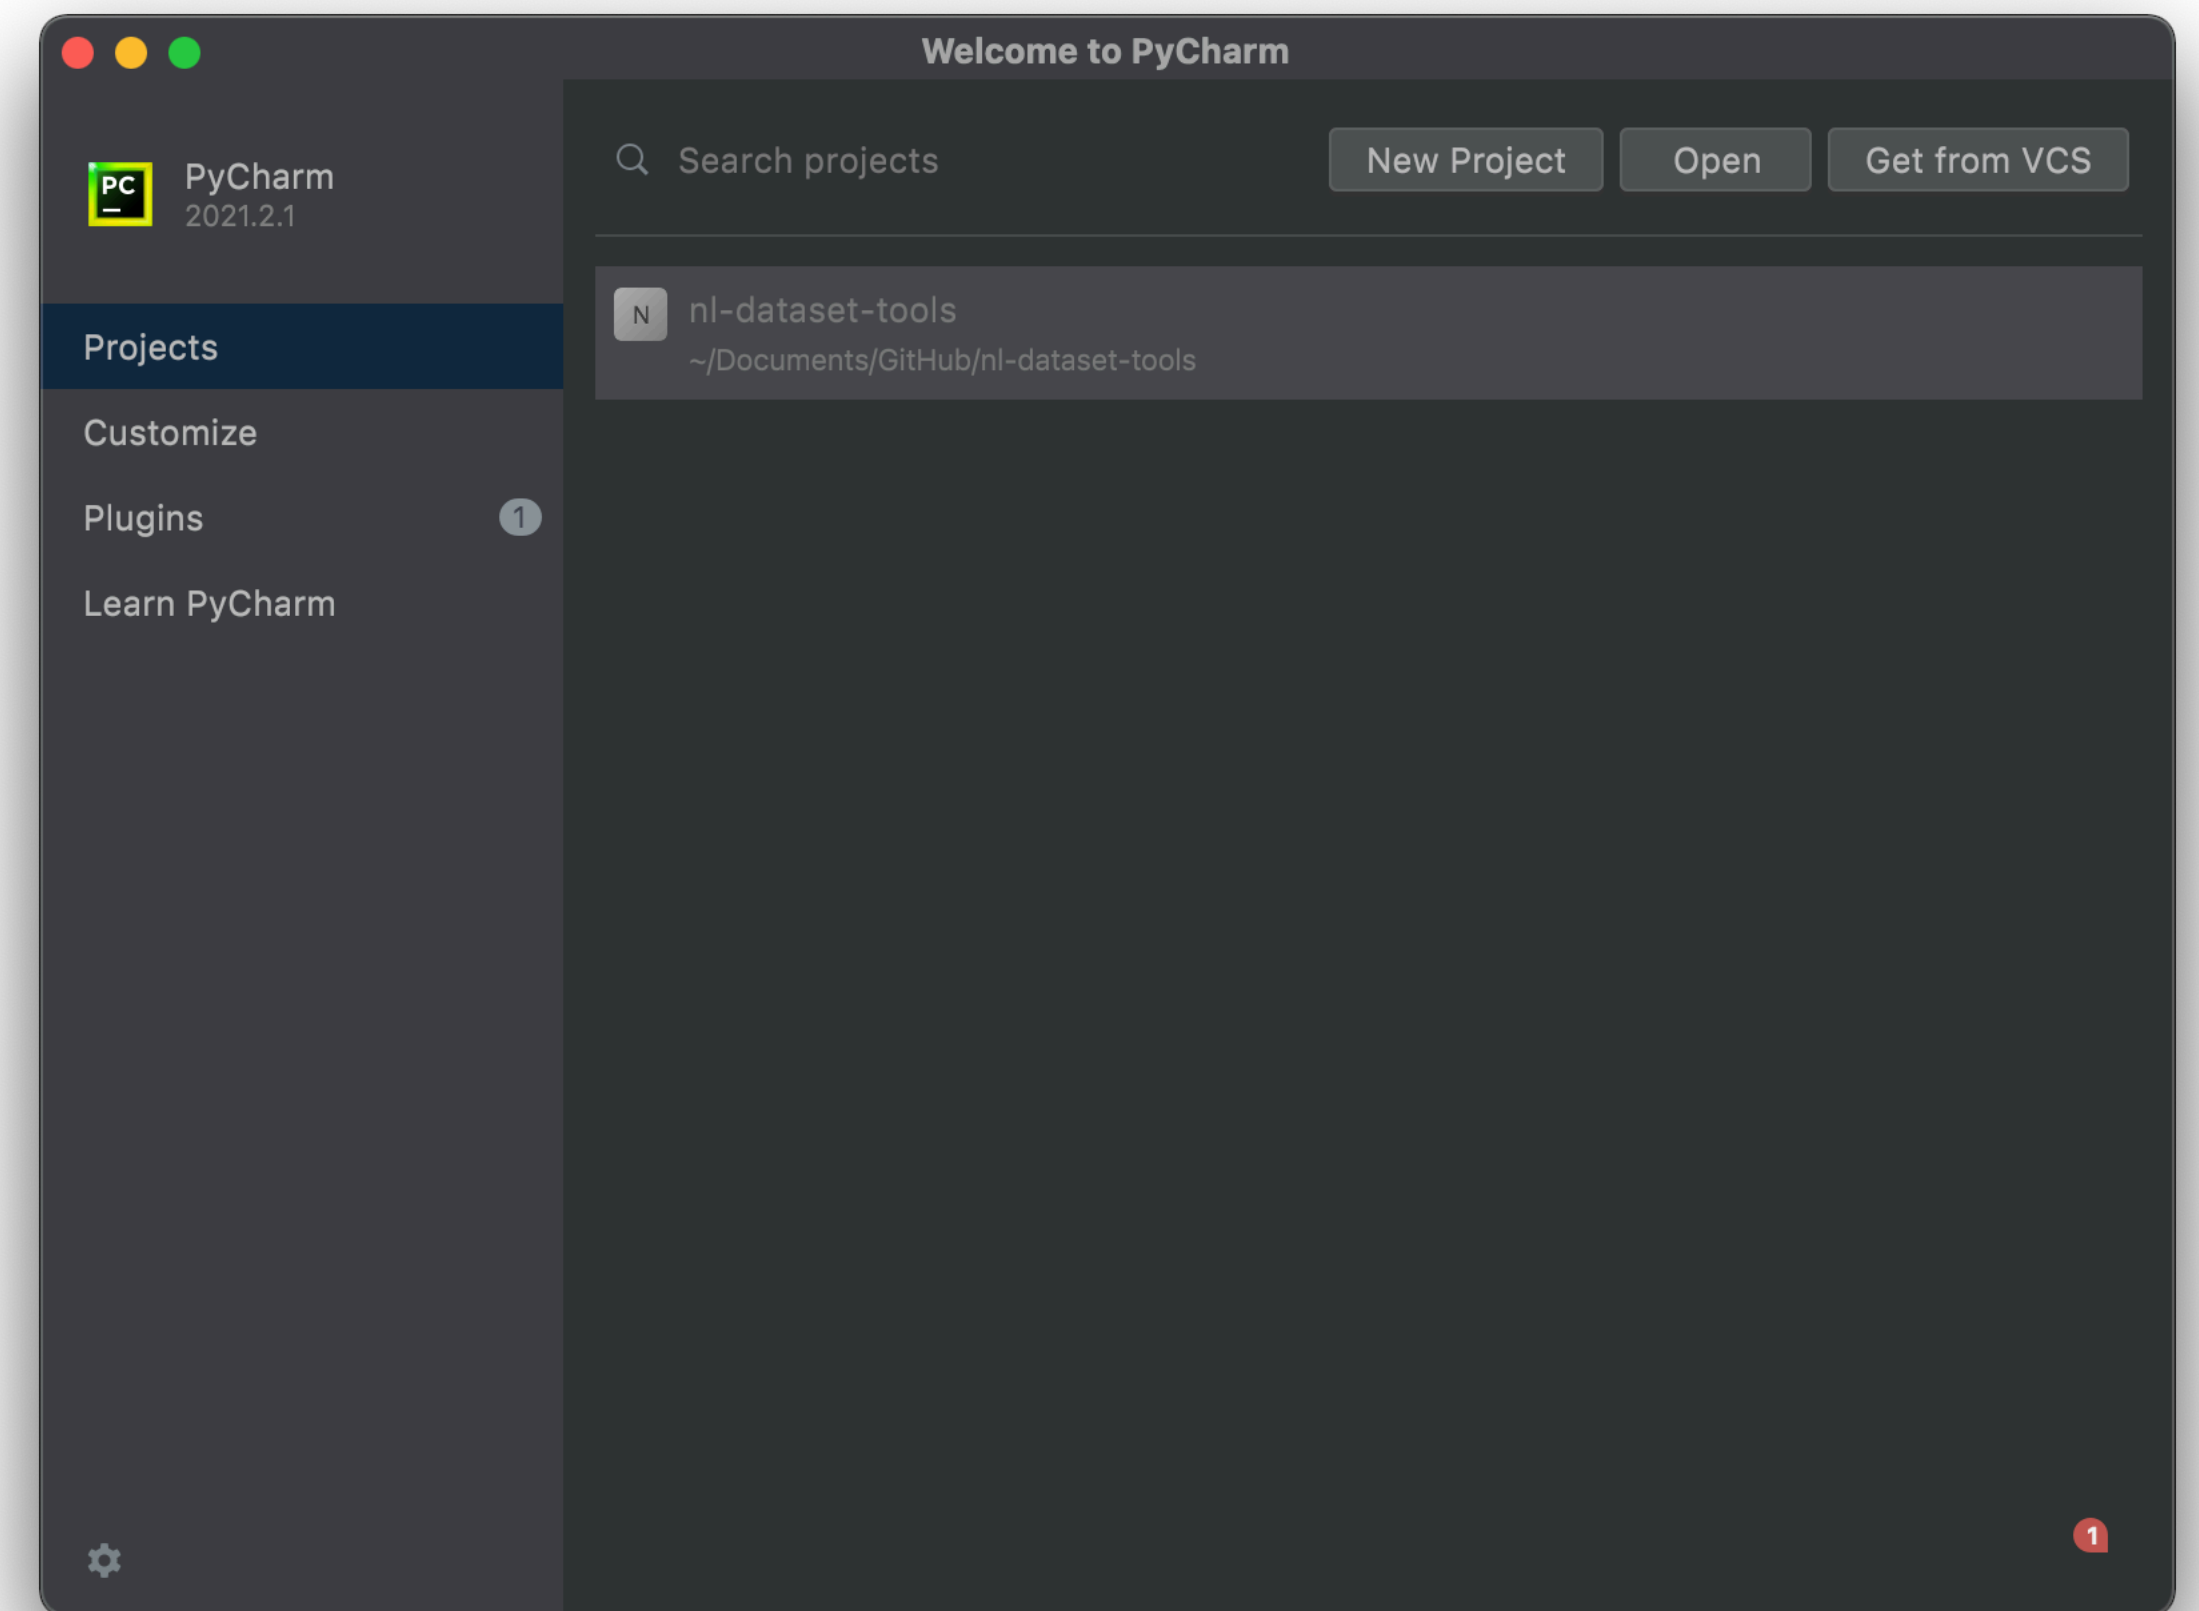 Welcome to PyCharm
PC
PyCharm
2021.2.1
Projects
Customize
Plugins 1
Learn PyCharm
Search projects New Project Open Get from VCS
N nl-dataset-tools
~/Documents/GitHub/nl-dataset-tools
1